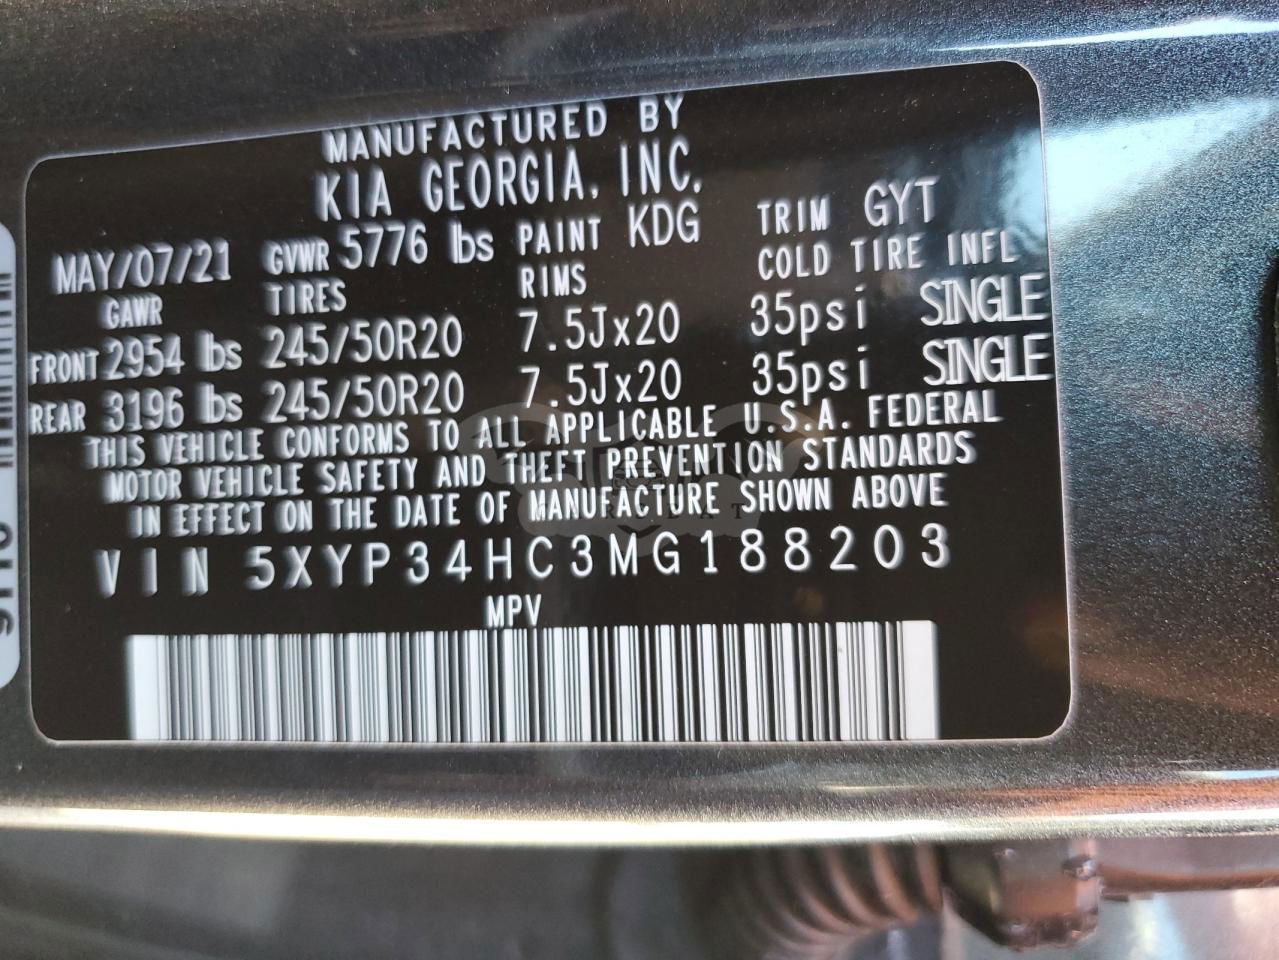 MANUFACTURED BY
KIA GEORGIA, INC.
MAY/07/21 GVWR 5776 lbs PAINT KDG TRIM GYT
GAWR TIRES RIMS COLD TIRE INFL
FRONT 2954 lbs 245/50R20 7.5Jx20 35psi SINGLE
REAR 3196 lbs 245/50R20 7.5Jx20 35psi SINGLE
THIS VEHICLE CONFORMS TO ALL APPLICABLE U.S.A. FEDERAL
MOTOR VEHICLE SAFETY AND THEFT PREVENTION STANDARDS
IN EFFECT ON THE DATE OF MANUFACTURE SHOWN ABOVE
VIN 5XYP34HC3MG188203
MPV